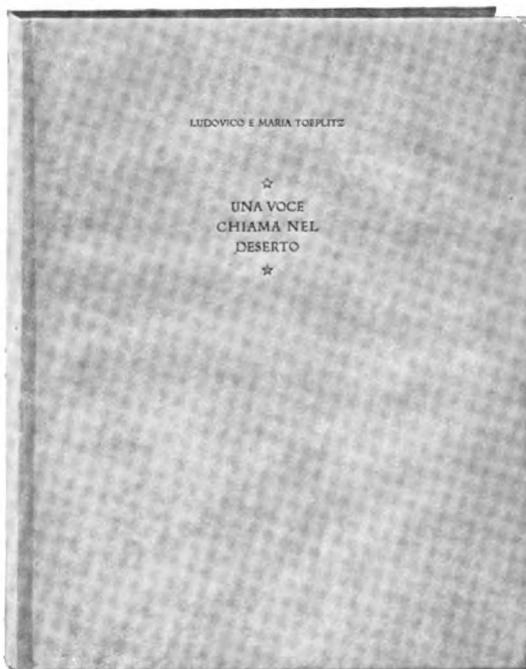 LUDOVICO E MARIA TOEPLITZ
☆
UNA VOCE
CHIAMA NEL
DESERTO
☆